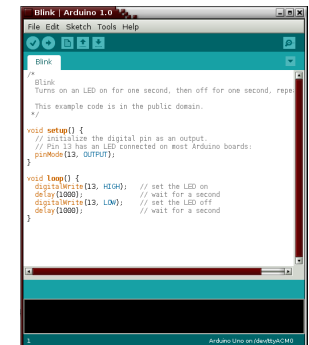 Blink | Arduino 1.0
File Edit Sketch Tools Help
Blink
/*
  Blink
  Turns on an LED on for one second, then off for one second, repe

  This example code is in the public domain.
 */

void setup() {
  // initialize the digital pin as an output.
  // Pin 13 has an LED connected on most Arduino boards:
  pinMode(13, OUTPUT);
}

void loop() {
  digitalWrite(13, HIGH);   // set the LED on
  delay(1000);              // wait for a second
  digitalWrite(13, LOW);    // set the LED off
  delay(1000);              // wait for a second
}
1
Arduino Uno on /dev/ttyACM0